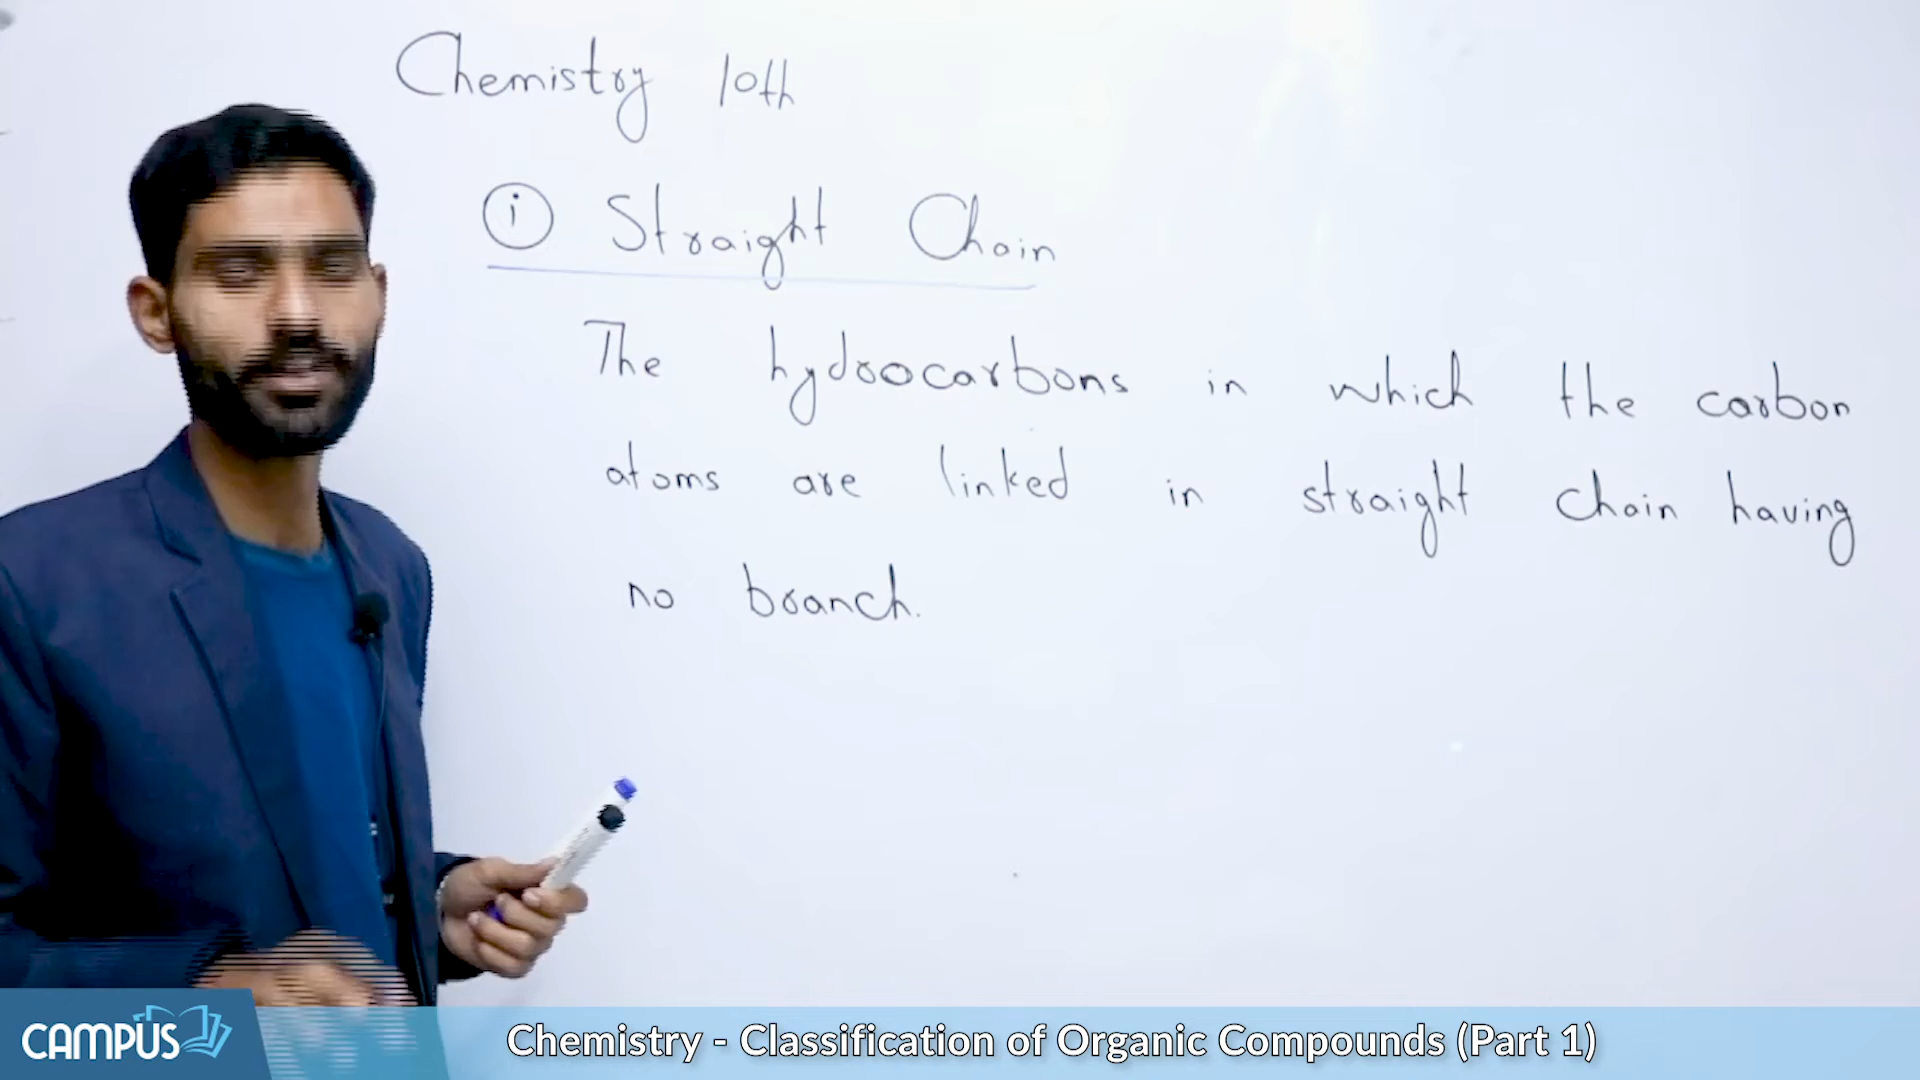 Chemistry 10th
i Straight Chain
The hydrocarbons in which the carbon
atoms are linked in straight chain having
no branch.
CAMPUS
Chemistry - Classification of Organic Compounds (Part 1)